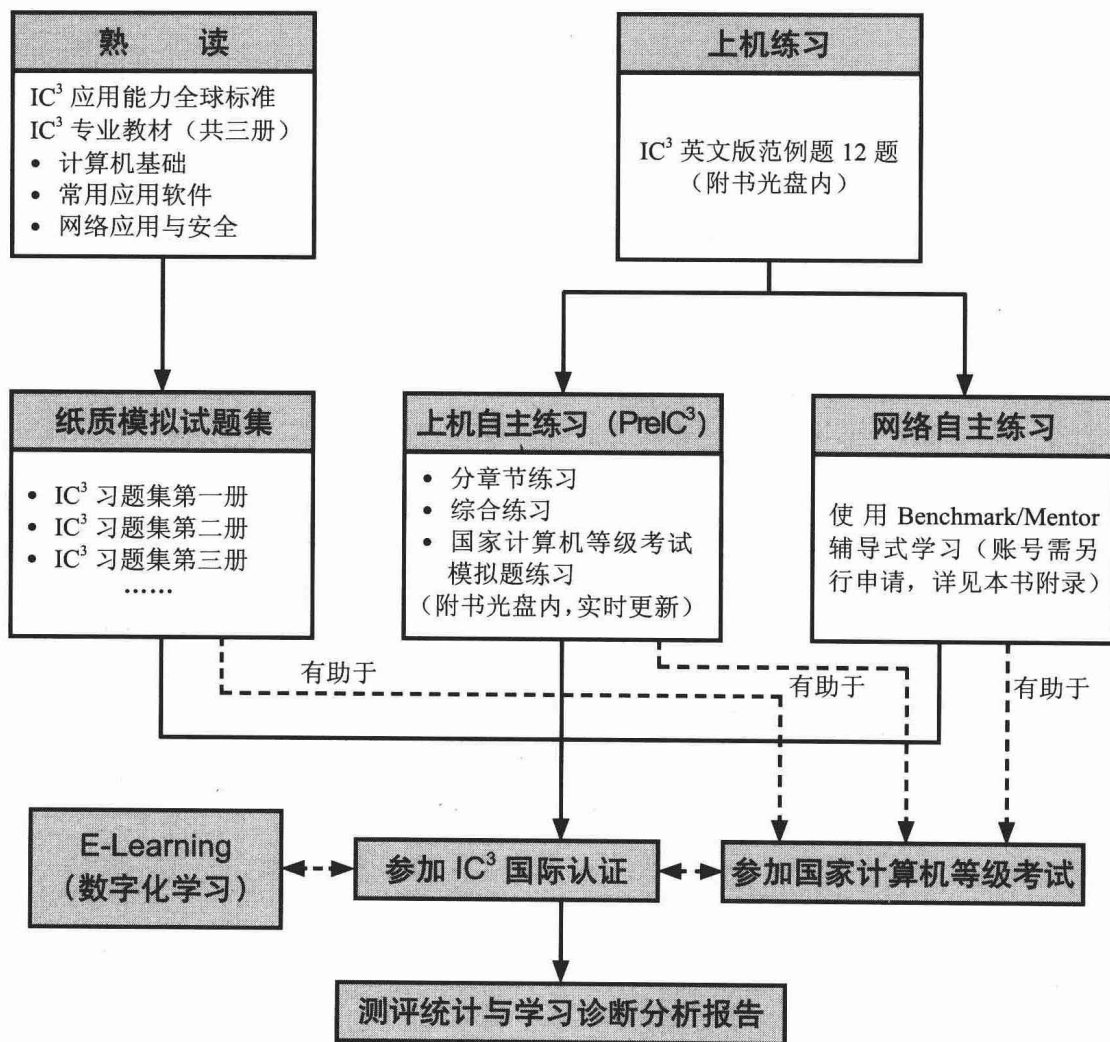 熟 读
IC³ 应用能力全球标准
IC³ 专业教材（共三册）
• 计算机基础
• 常用应用软件
• 网络应用与安全
上机练习
IC³ 英文版范例题 12 题
（附书光盘内）
纸质模拟试题集
• IC³ 习题集第一册
• IC³ 习题集第二册
• IC³ 习题集第三册
……
上机自主练习（PreIC³）
• 分章节练习
• 综合练习
• 国家计算机等级考试
模拟题练习
（附书光盘内，实时更新）
网络自主练习
使用 Benchmark/Mentor
辅导式学习（账号需另
行申请，详见本书附录）
有助于
有助于
有助于
E-Learning
（数字化学习）
参加 IC³ 国际认证
参加国家计算机等级考试
测评统计与学习诊断分析报告